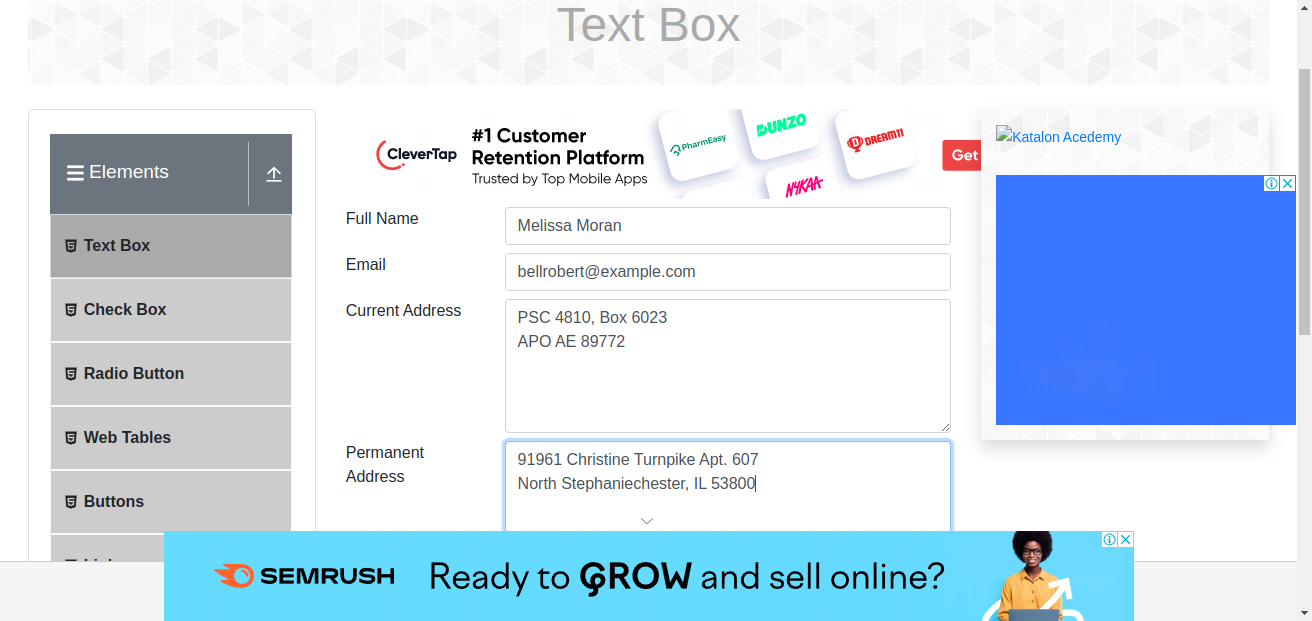 Text Box
Elements
Text Box
Check Box
Radio Button
Web Tables
Buttons
CleverTap
#1 Customer
Retention Platform
Trusted by Top Mobile Apps
PharmEasy
DUNZO
DREAM11
NYKAA
Get
Katalon Acedemy
Full Name
Melissa Moran
Email
bellrobert@example.com
Current Address
PSC 4810, Box 6023
APO AE 89772
Permanent
Address
91961 Christine Turnpike Apt. 607
North Stephaniechester, IL 53800
SEMRUSH
Ready to GROW and sell online?